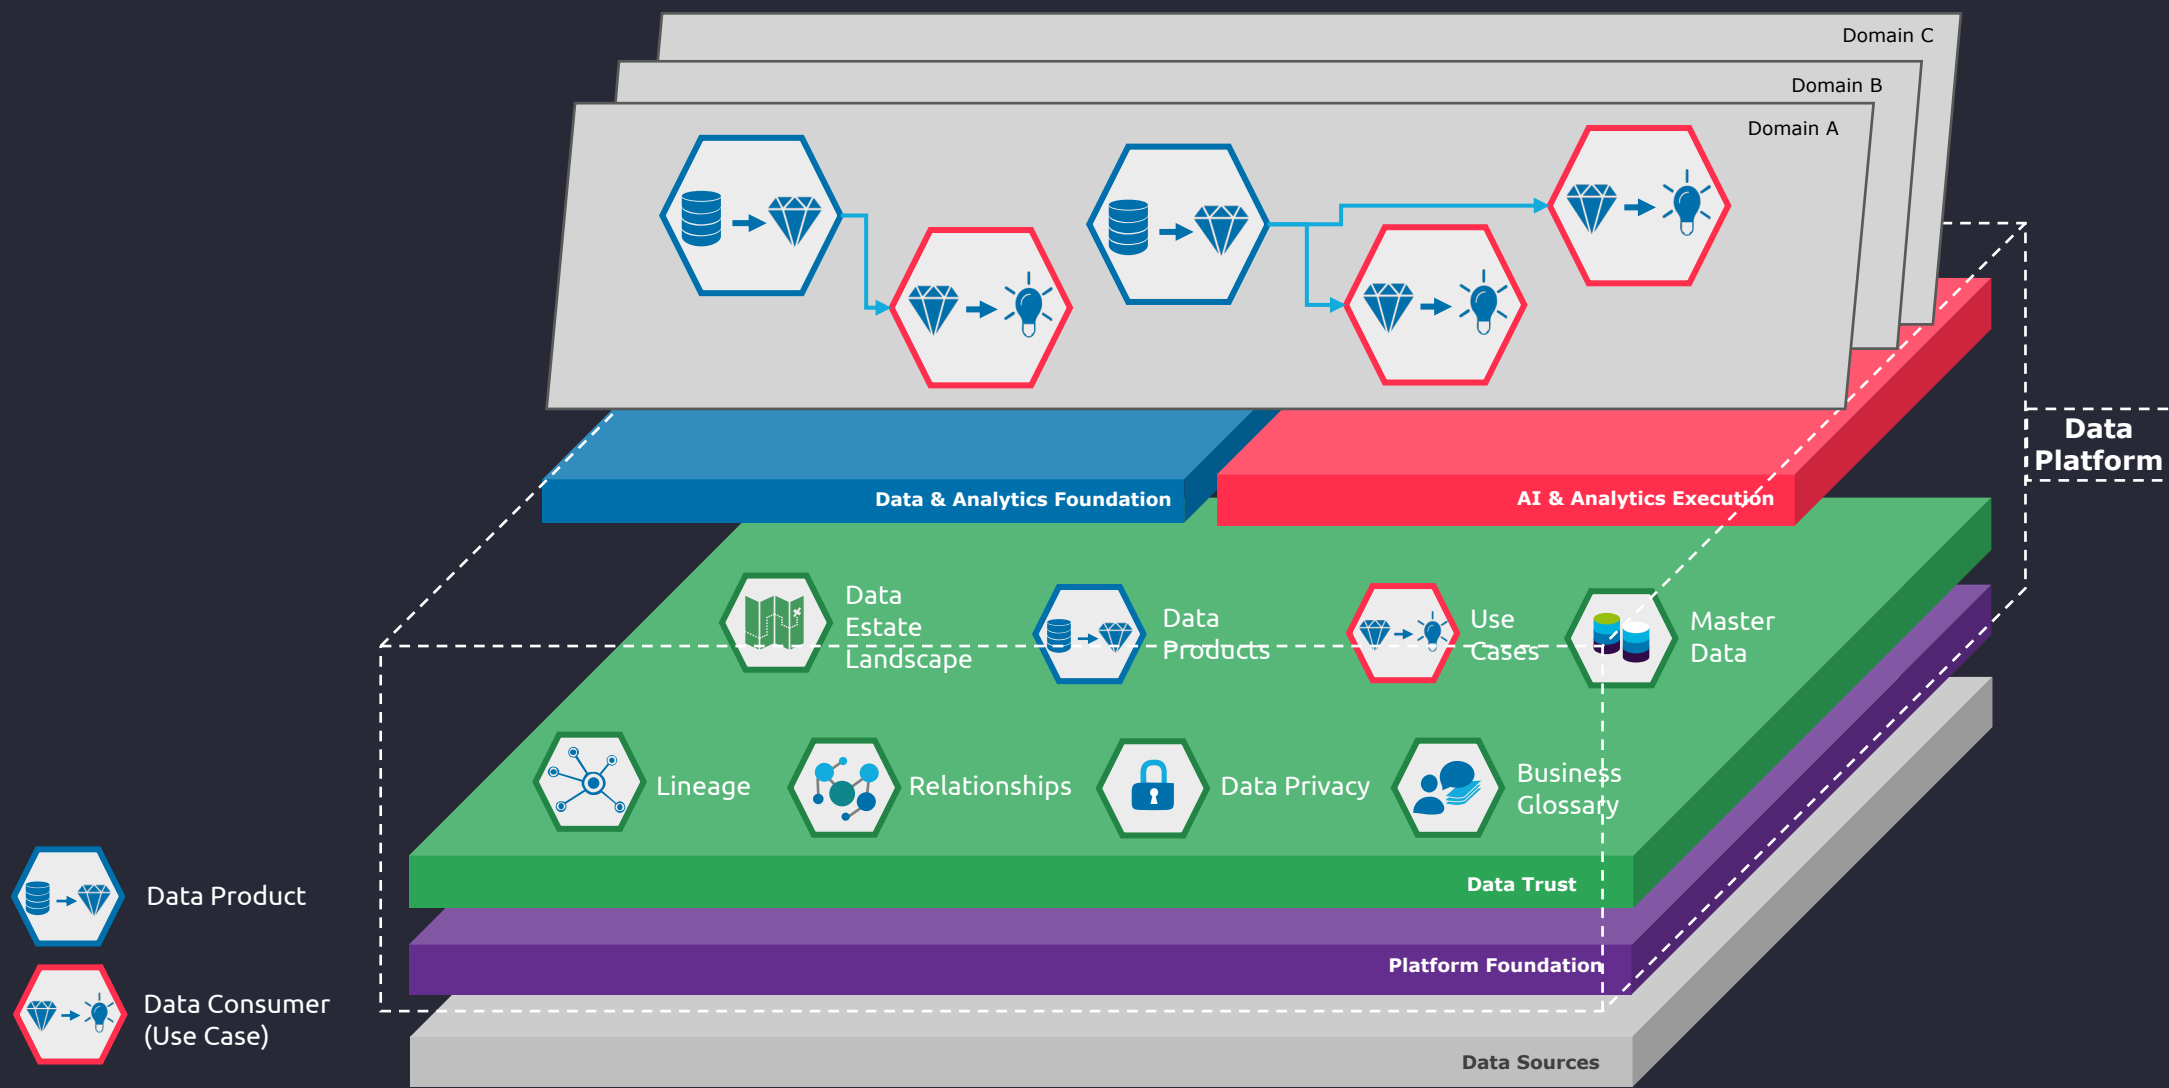 Domain C
Domain B
Domain A
Data
Platform
Data & Analytics Foundation
AI & Analytics Execution
Data
Estate
Landscape
Data
Products
Use
Cases
Master
Data
Lineage
Relationships
Data Privacy
Business
Glossary
Data Trust
Data Product
Platform Foundation
Data Consumer
(Use Case)
Data Sources